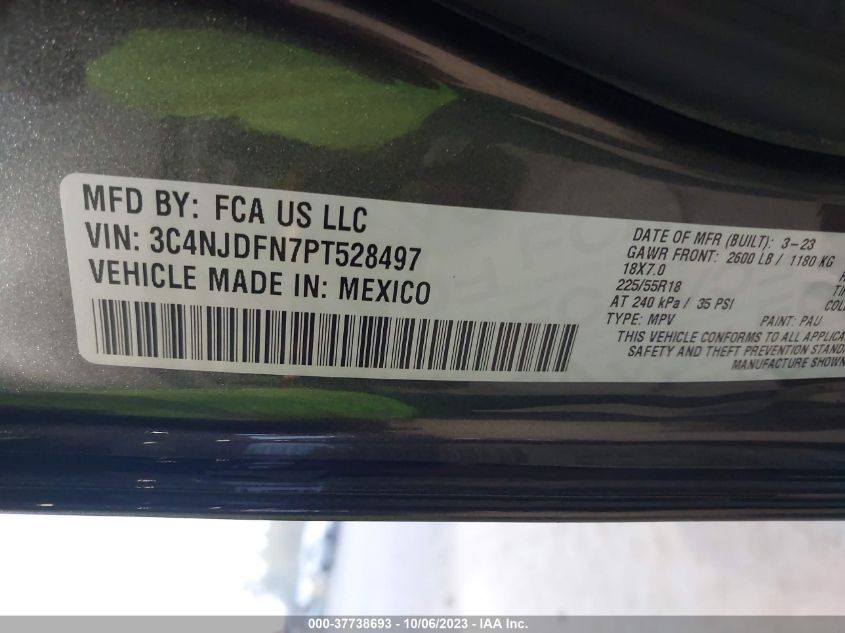 MFD BY: FCA US LLC
VIN: 3C4NJDFN7PT528497
VEHICLE MADE IN: MEXICO
DATE OF MFR (BUILT): 3-23
GAWR FRONT: 2600 LB / 1180 KG
18X7.0
225/55R18
AT 240 kPa / 35 PSI
TYPE: MPV PAINT: PAU
THIS VEHICLE CONFORMS TO ALL
SAFETY AND THEFT PREVENTION
MANUFACTURE SHOWN
000-37738693 - 10/06/2023 - IAA Inc.